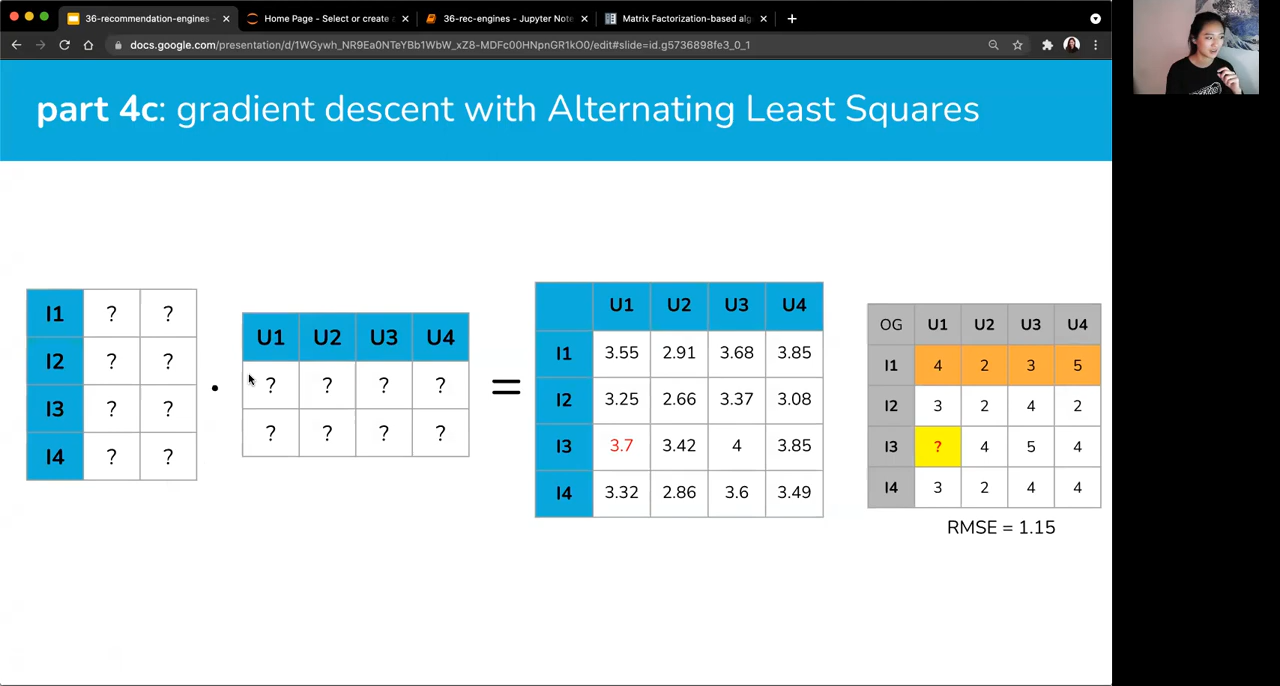 36-recommendation-engines -
Home Page - Select or create a
36-rec-engines - Jupyter Note
Matrix Factorization-based alg
docs.google.com/presentation/d/1WGywh_NR9Ea0NTeYBb1WbW_xZ8-MDFc00HNpnGR1kO0/edit#slide=id.g5736898fe3_0_1
part 4c: gradient descent with Alternating Least Squares
I1 ? ?
I2 ? ?
I3 ? ?
I4 ? ?
.
U1 U2 U3 U4
? ? ? ?
? ? ? ?
=
U1 U2 U3 U4
I1 3.55 2.91 3.68 3.85
I2 3.25 2.66 3.37 3.08
I3 3.7 3.42 4 3.85
I4 3.32 2.86 3.6 3.49
OG U1 U2 U3 U4
I1 4 2 3 5
I2 3 2 4 2
I3 ? 4 5 4
I4 3 2 4 4
RMSE = 1.15